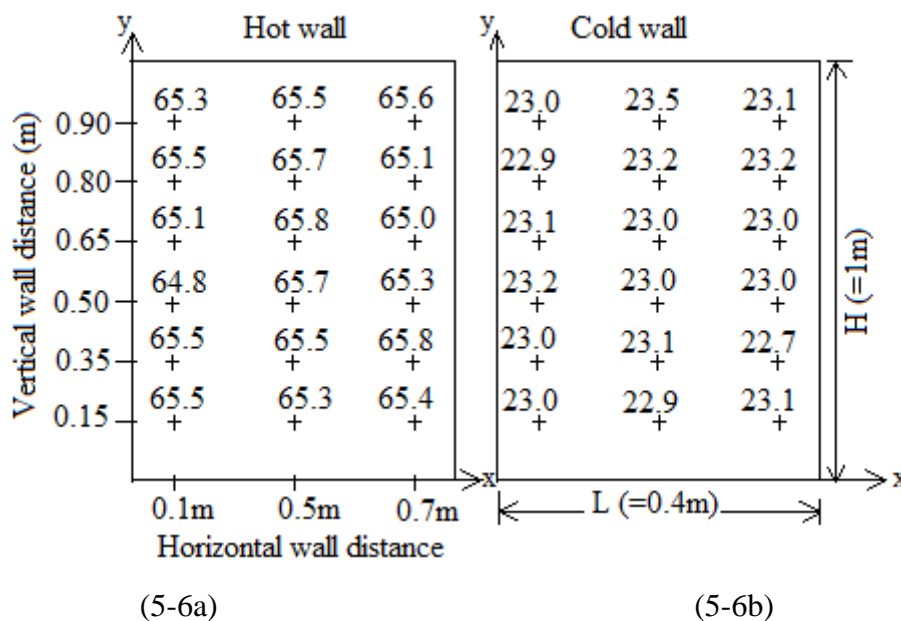 y Hot wall y Cold wall
65.3 65.5 65.6 23.0 23.5 23.1
0.90
65.5 65.7 65.1 22.9 23.2 23.2
0.80
65.1 65.8 65.0 23.1 23.0 23.0
0.65
64.8 65.7 65.3 23.2 23.0 23.0
0.50
65.5 65.5 65.8 23.0 23.1 22.7
0.35
65.5 65.3 65.4 23.0 22.9 23.1
0.15
Vertical wall distance (m)
H (=1m)
x x
0.1m 0.5m 0.7m L (=0.4m)
Horizontal wall distance
(5-6a) (5-6b)